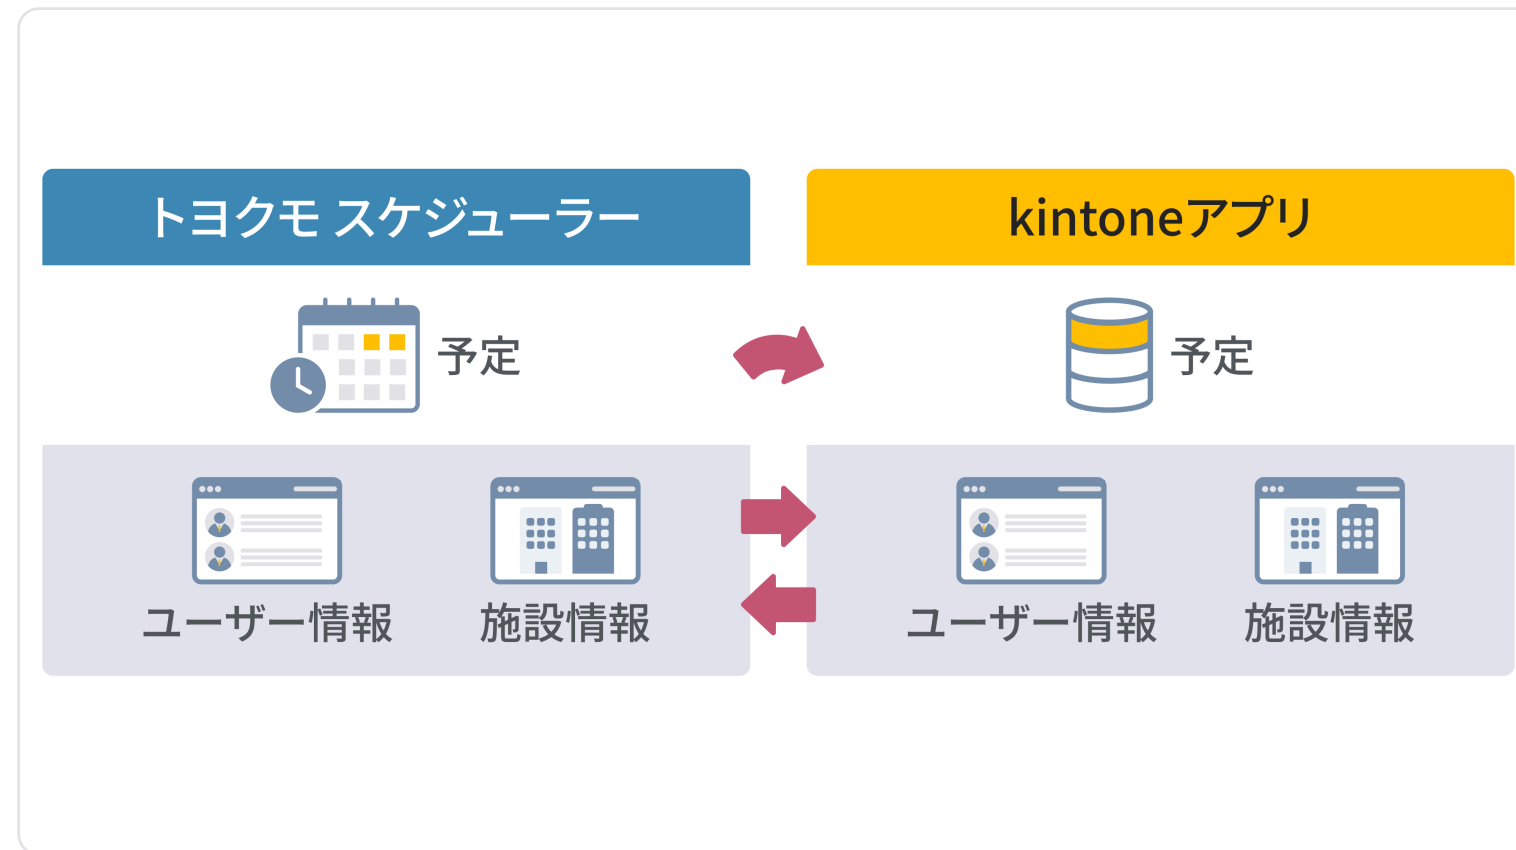 トヨクモ スケジューラー
kintoneアプリ
予定
予定
ユーザー情報
施設情報
ユーザー情報
施設情報